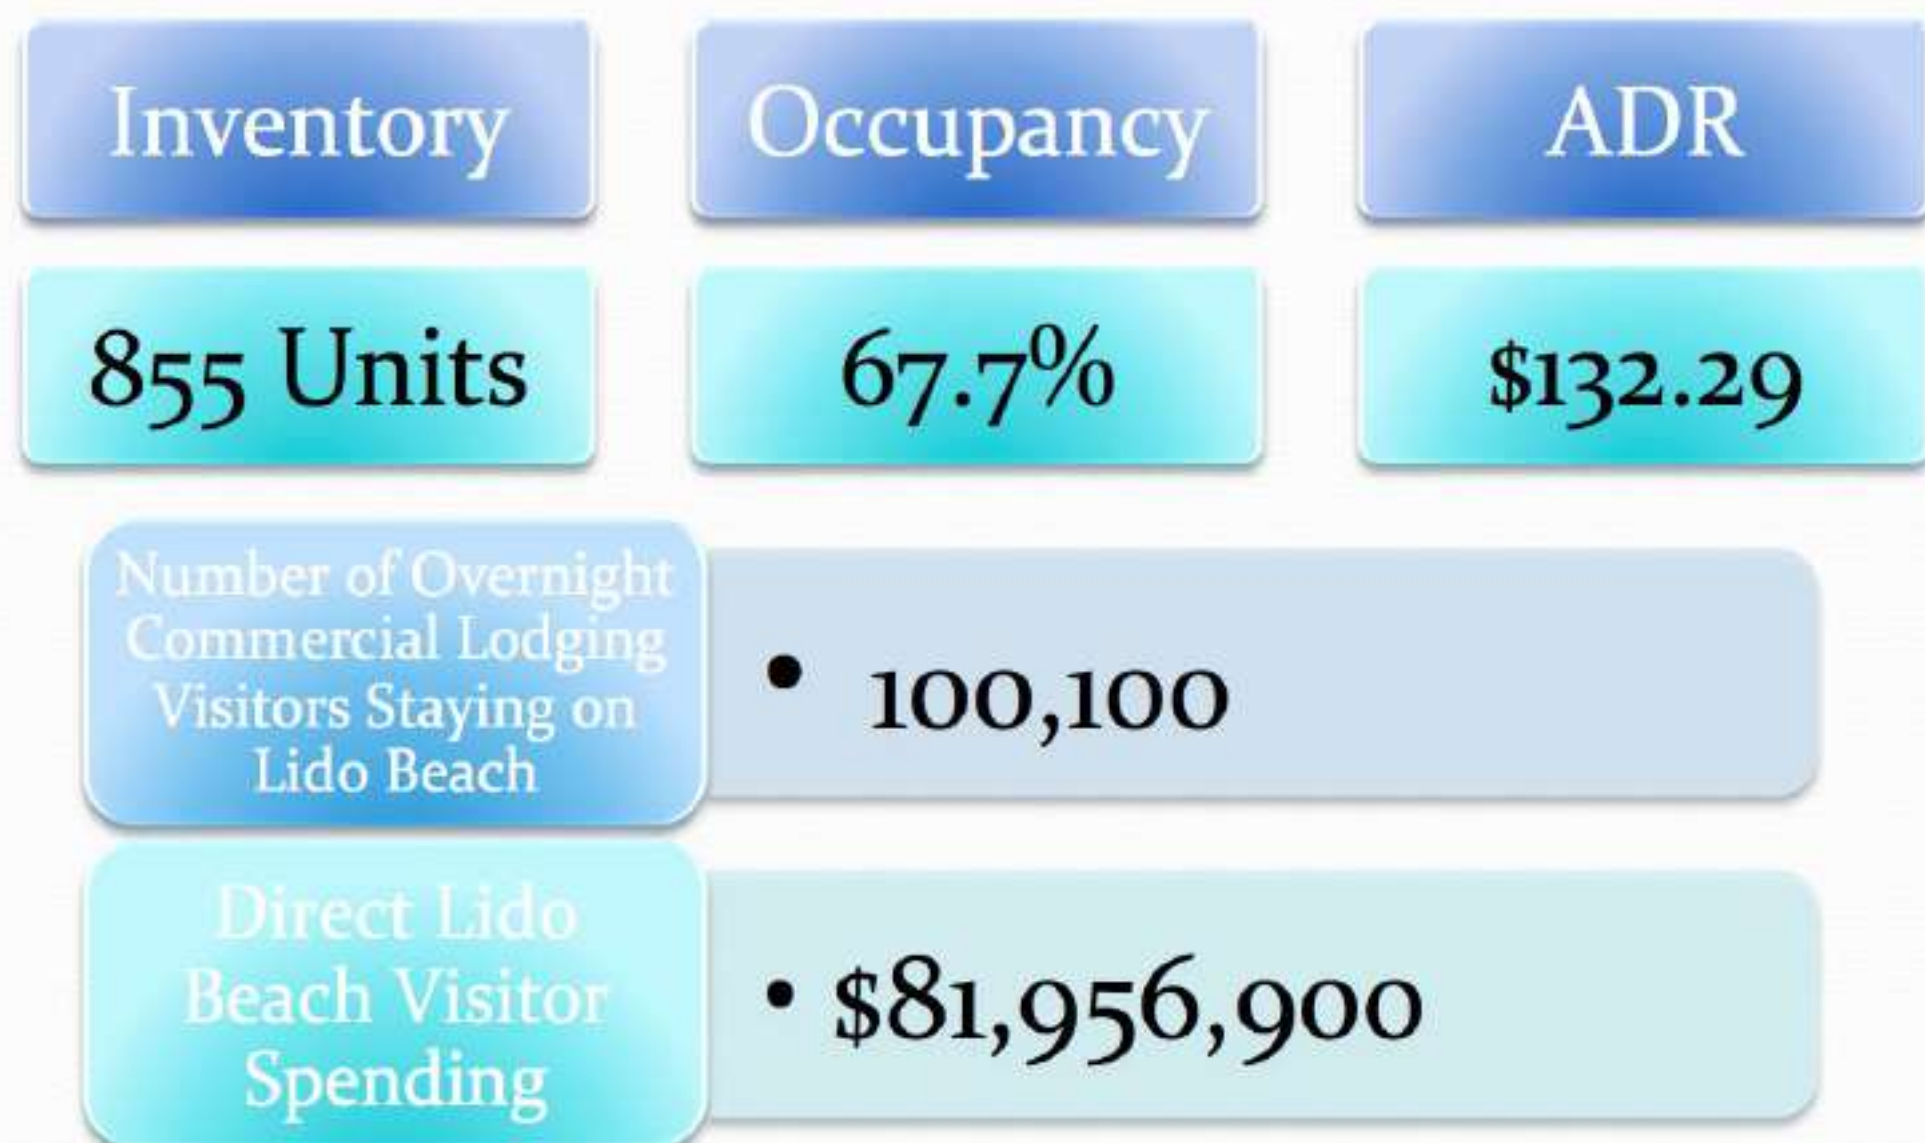 Inventory
Occupancy
ADR
855 Units
67.7%
$132.29
Number of Overnight
Commercial Lodging
Visitors Staying on
Lido Beach
• 100,100
Direct Lido
Beach Visitor
Spending
• $81,956,900